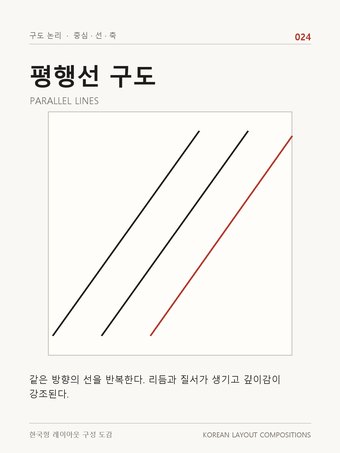 구도 논리 · 중심 · 선 · 축
024
평행선 구도
PARALLEL LINES
같은 방향의 선을 반복한다. 리듬과 질서가 생기고 깊이감이
강조된다.
한국형 레이아웃 구성 도감
KOREAN LAYOUT COMPOSITIONS